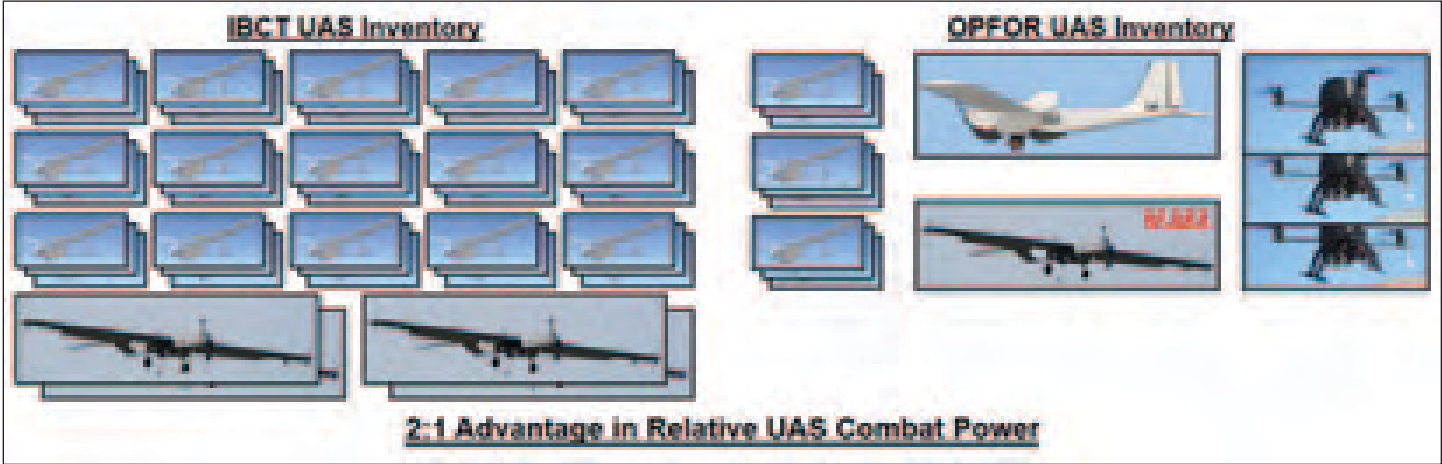 IBCT UAS Inventory
OPFOR UAS Inventory
2:1 Advantage in Relative UAS Combat Power